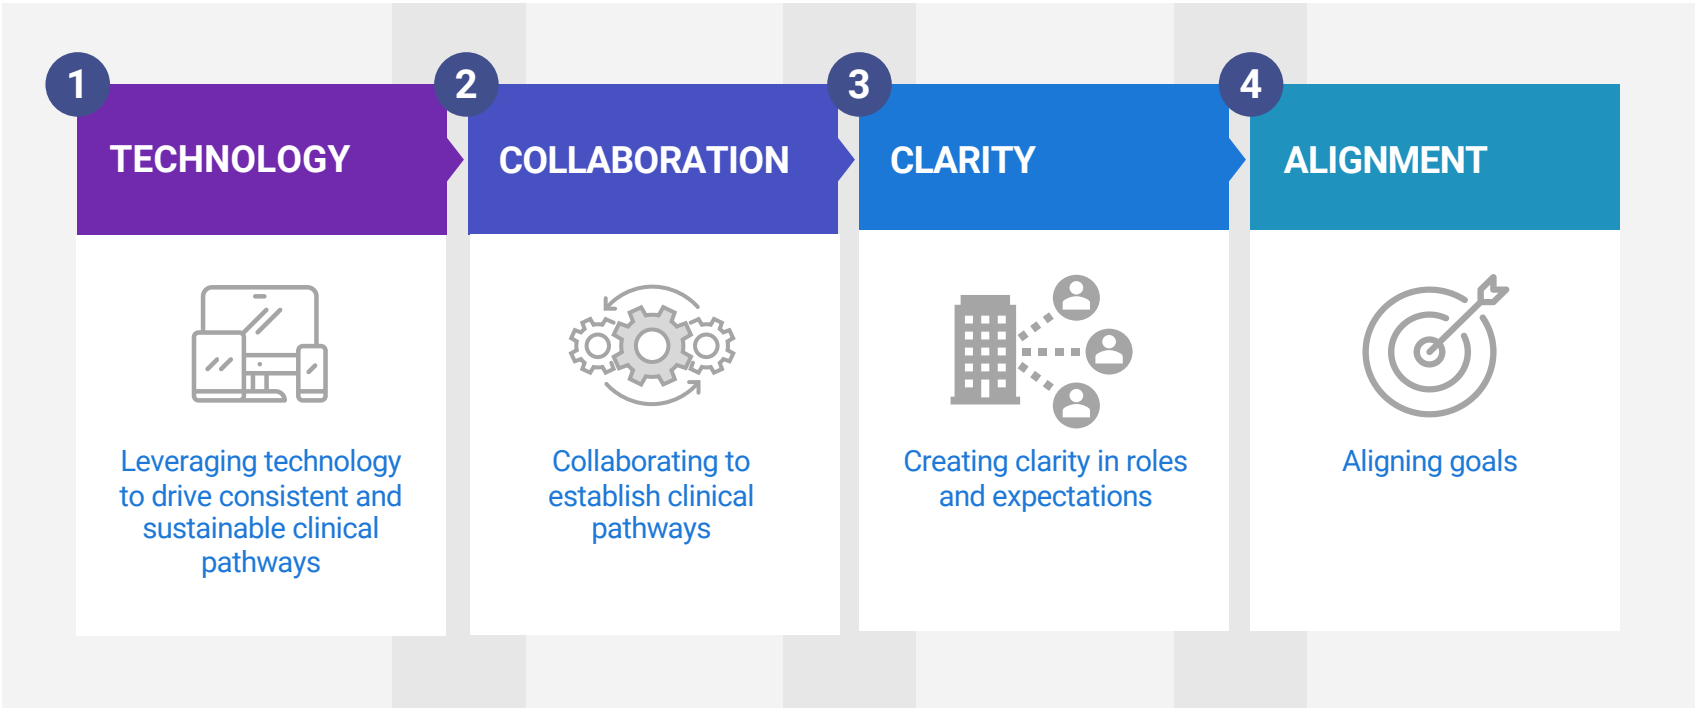 1
TECHNOLOGY
Leveraging technology
to drive consistent and
sustainable clinical
pathways
2
COLLABORATION
Collaborating to
establish clinical
pathways
3
CLARITY
Creating clarity in roles
and expectations
4
ALIGNMENT
Aligning goals